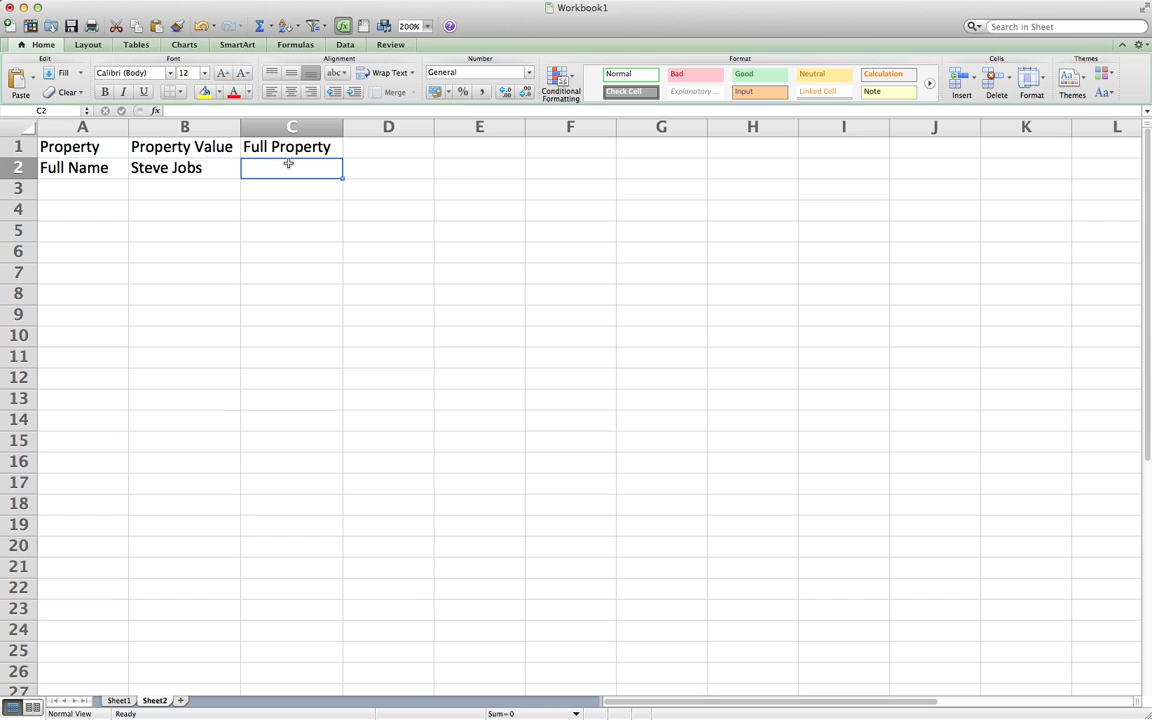 Workbook1
200%
Search in Sheet
Home Layout Tables Charts SmartArt Formulas Data Review
Edit Font Alignment Number Format Cells Themes
Fill Calibri (Body) 12 A A abc Wrap Text General Normal Bad Good Neutral Calculation
Paste Clear B I U A Merge % Conditional Formatting Check Cell Explanatory ... Input Linked Cell Note Insert Delete Format Themes Aa
C2 fx
A B C D E F G H I J K L
1 Property Property Value Full Property
2 Full Name Steve Jobs
3
4
5
6
7
8
9
10
11
12
13
14
15
16
17
18
19
20
21
22
23
24
25
26
27
Sheet1 Sheet2
Normal View Ready Sum=0